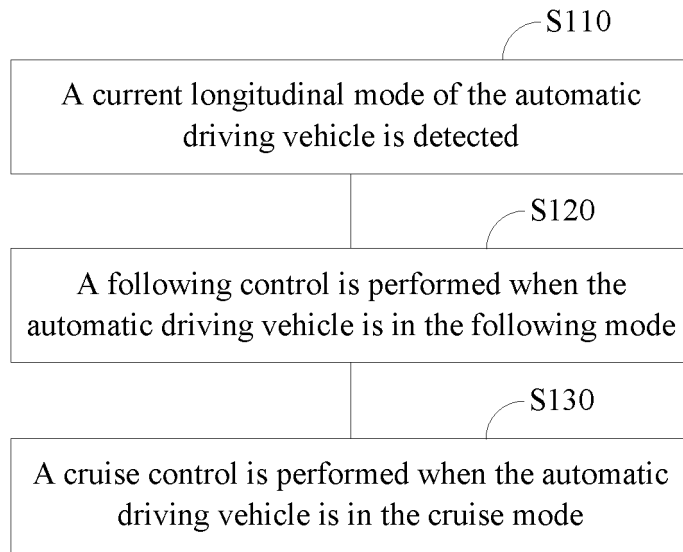 S110
A current longitudinal mode of the automatic
driving vehicle is detected
S120
A following control is performed when the
automatic driving vehicle is in the following mode
S130
A cruise control is performed when the automatic
driving vehicle is in the cruise mode